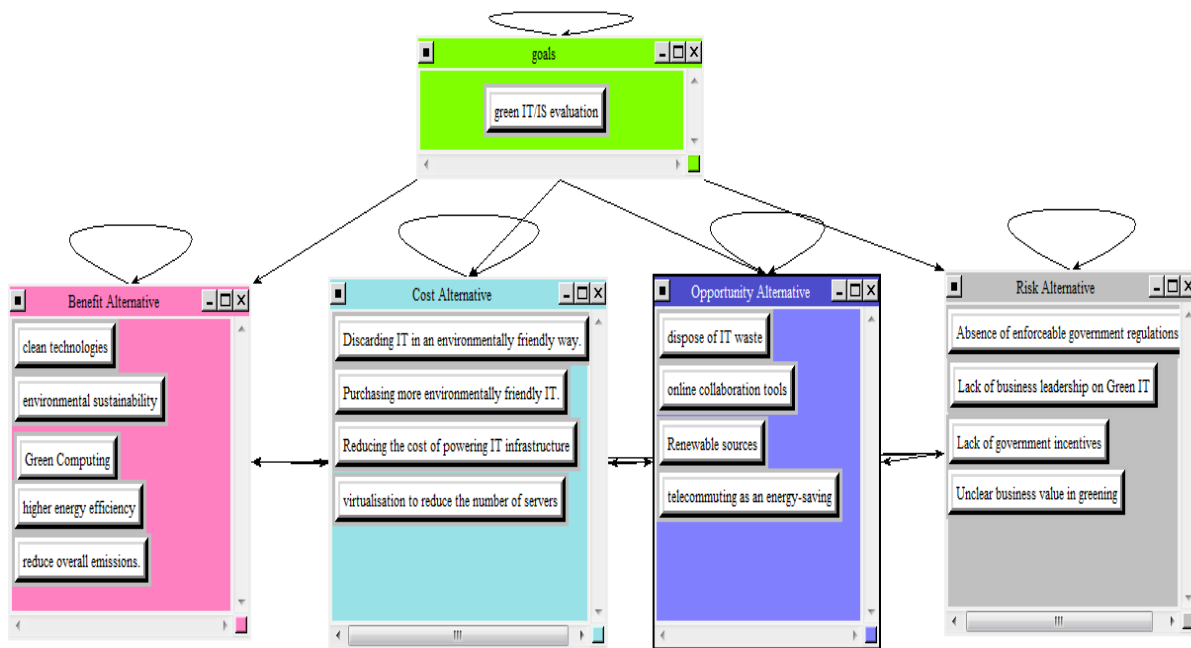 goals
green IT/IS evaluation
Benefit Alternative
clean technologies
environmental sustainability
Green Computing
higher energy efficiency
reduce overall emissions.
Cost Alternative
Discarding IT in an environmentally friendly way.
Purchasing more environmentally friendly IT.
Reducing the cost of powering IT infrastructure
virtualisation to reduce the number of servers
Opportunity Alternative
dispose of IT waste
online collaboration tools
Renewable sources
telecommuting as an energy-saving
Risk Alternative
Absence of enforceable government regulations
Lack of business leadership on Green IT
Lack of government incentives
Unclear business value in greening